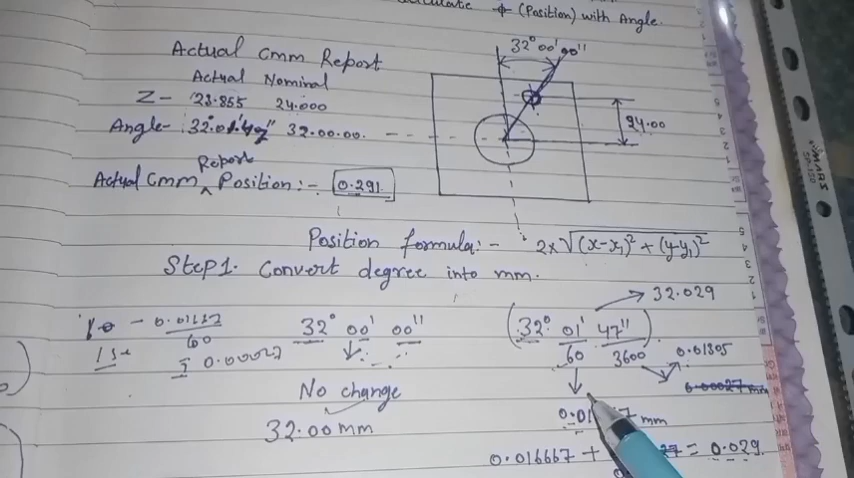 ɸ (Position) with Angle.
Actual Cmm Report
Actual Nominal
Z- 23.855 24.000
Angle- 32.01'47" 32.00.00.
Report
Actual Cmm ^ Position:- 0.291
32° 00' 00"
24.00
Position formula:- 2x√(x-x₁)²+(y-y₁)²
Step1. Convert degree into mm.
32° 00' 00"
No change
32.00 mm
(32° 01' 47") → 32.029
60 3600 0.01305
0.00027mm
mm
0.016667 + = 0.029.
60
0.00027
MARS